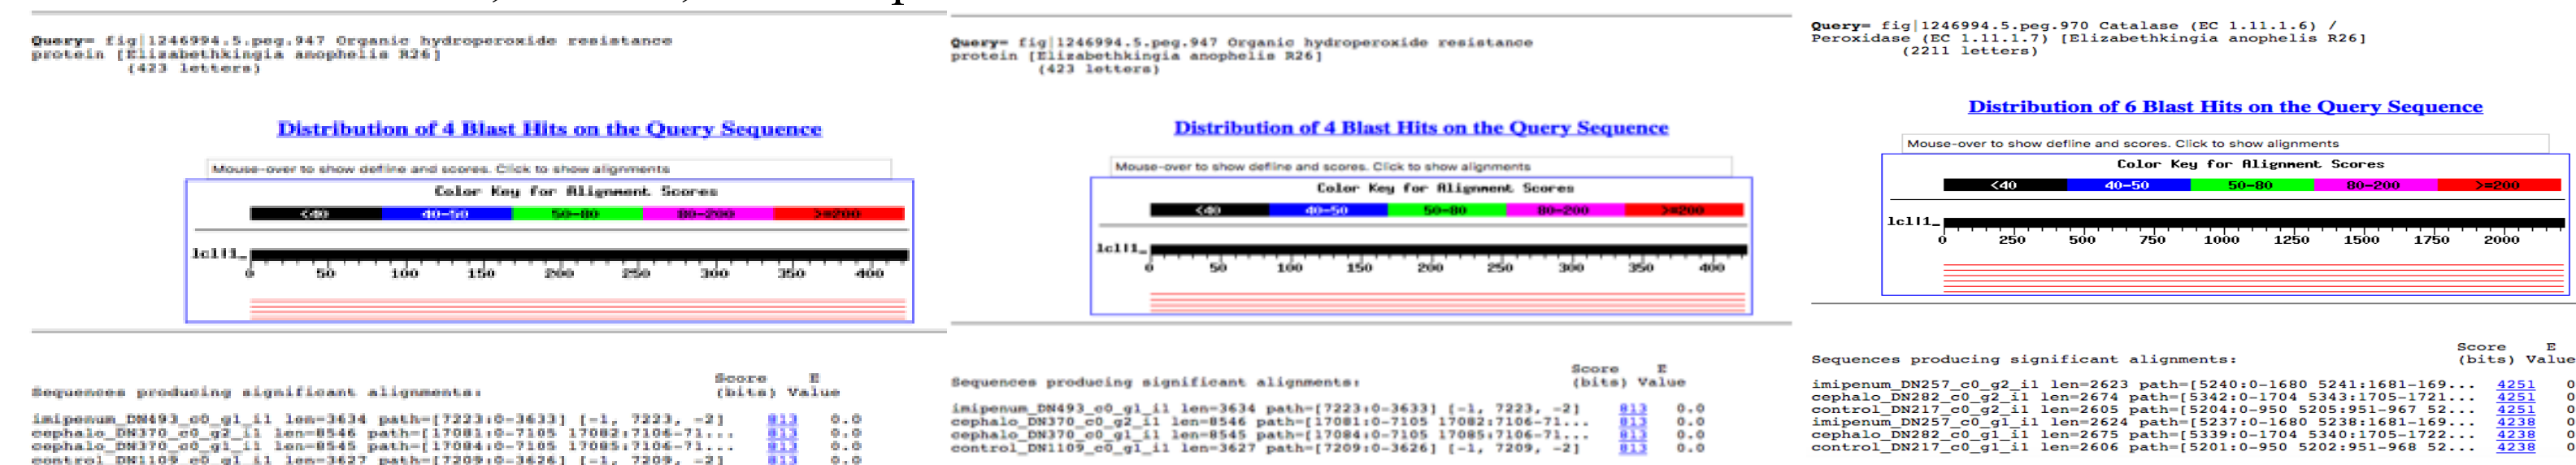 Query= fig|1246994.5.peg.947 Organic hydroperoxide resistance
protein [Elizabethkingia anophelis R26]
(423 letters)
Distribution of 4 Blast Hits on the Query Sequence
Mouse-over to show defline and scores. Click to show alignments
Color Key for Alignment Scores
<40 40-50 50-80 80-200 >=200
lcl|1_
0 50 100 150 200 250 300 350 400
Score E
Sequences producing significant alignments: (bits) Value
imipenum_DN493_c0_g1_i1 len=3634 path=[7223:0-3633] [-1, 7223, -2] 813 0.0
cephalo_DN370_c0_g2_i1 len=8546 path=[17081:0-7105 17082:7106-71... 813 0.0
cephalo_DN370_c0_g1_i1 len=8545 path=[17084:0-7105 17085:7106-71... 813 0.0
control_DN1109_c0_g1_i1 len=3627 path=[7209:0-3626] [-1, 7209, -2] 813 0.0
Query= fig|1246994.5.peg.947 Organic hydroperoxide resistance
protein [Elizabethkingia anophelis R26]
(423 letters)
Distribution of 4 Blast Hits on the Query Sequence
Mouse-over to show defline and scores. Click to show alignments
Color Key for Alignment Scores
<40 40-50 50-80 80-200 >=200
lcl|1_
0 50 100 150 200 250 300 350 400
Score E
Sequences producing significant alignments: (bits) Value
imipenum_DN493_c0_g1_i1 len=3634 path=[7223:0-3633] [-1, 7223, -2] 813 0.0
cephalo_DN370_c0_g2_i1 len=8546 path=[17081:0-7105 17082:7106-71... 813 0.0
cephalo_DN370_c0_g1_i1 len=8545 path=[17084:0-7105 17085:7106-71... 813 0.0
control_DN1109_c0_g1_i1 len=3627 path=[7209:0-3626] [-1, 7209, -2] 813 0.0
Query= fig|1246994.5.peg.970 Catalase (EC 1.11.1.6) /
Peroxidase (EC 1.11.1.7) [Elizabethkingia anophelis R26]
(2211 letters)
Distribution of 6 Blast Hits on the Query Sequence
Mouse-over to show defline and scores. Click to show alignments
Color Key for Alignment Scores
<40 40-50 50-80 80-200 >=200
lcl|1_
0 250 500 750 1000 1250 1500 1750 2000
Score E
Sequences producing significant alignments: (bits) Value
imipenum_DN257_c0_g2_i1 len=2623 path=[5240:0-1680 5241:1681-169... 4251 0
cephalo_DN282_c0_g2_i1 len=2674 path=[5342:0-1704 5343:1705-1721... 4251 0
control_DN217_c0_g2_i1 len=2605 path=[5204:0-950 5205:951-967 52... 4251 0
imipenum_DN257_c0_g1_i1 len=2624 path=[5237:0-1680 5238:1681-169... 4238 0
cephalo_DN282_c0_g1_i1 len=2675 path=[5339:0-1704 5340:1705-1722... 4238 0
control_DN217_c0_g1_i1 len=2606 path=[5201:0-950 5202:951-968 52... 4238 0